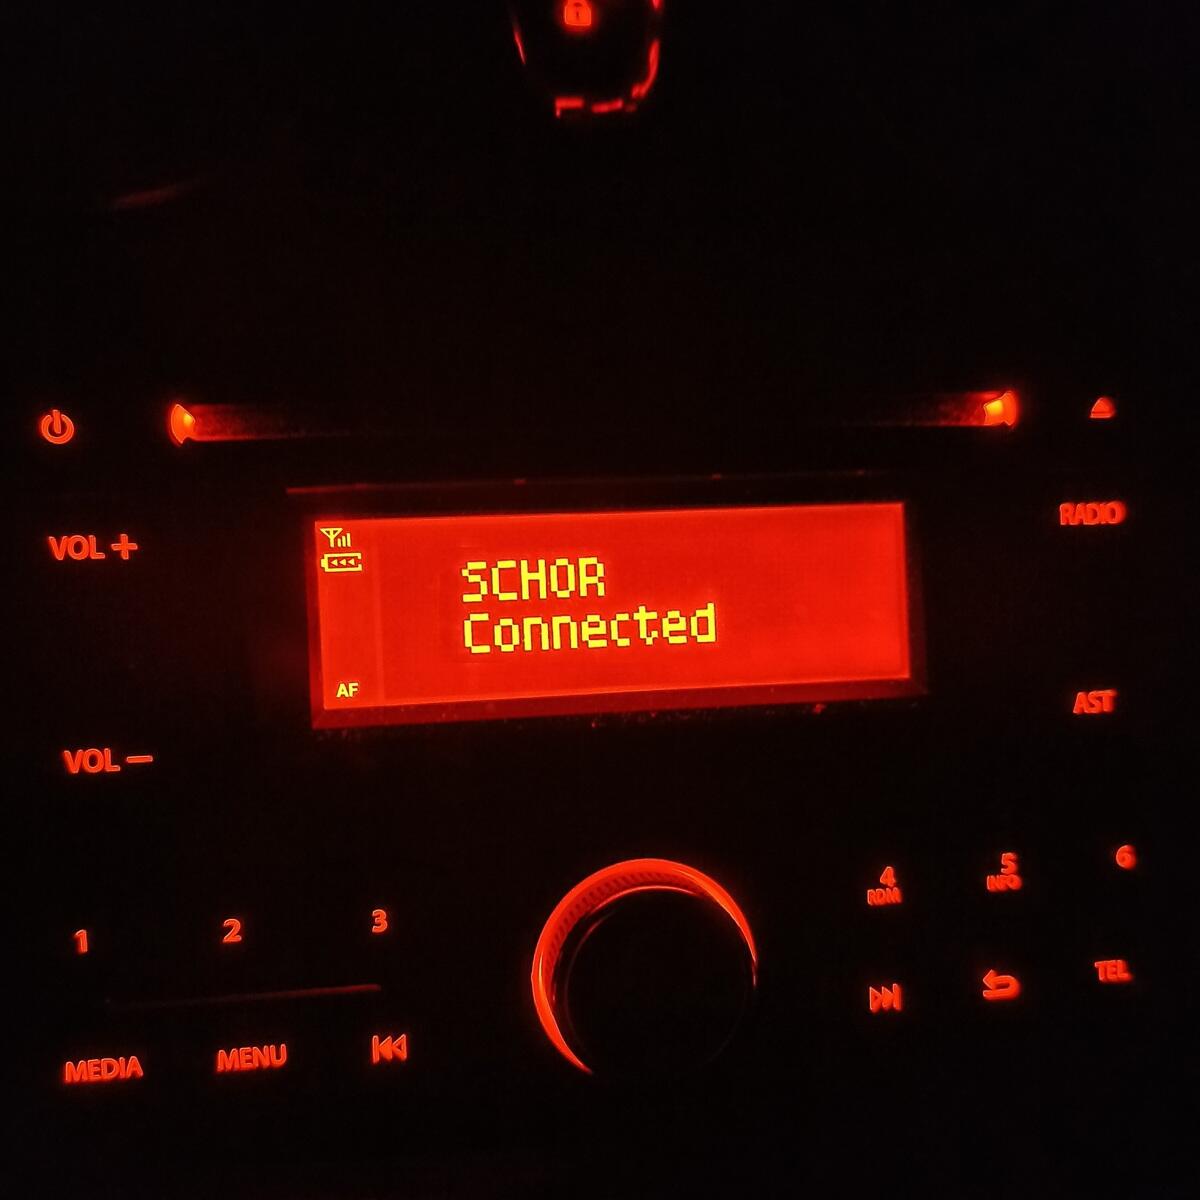 VOL +
RADIO
SCHOR
Connected
AF
AST
VOL −
1
2
3
4
RDM
5
INFO
6
MEDIA
MENU
TEL